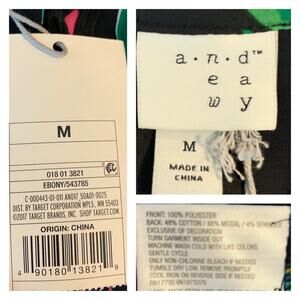 M
018 01 3821
EBONY/543785
C-000443-01-011 AND17_50A01-0025
DIST. BY TARGET CORPORATION MPLS., MN 55403
©2017 TARGET BRANDS, INC. SHOP TARGET.COM
ORIGIN: CHINA
4 90180 13821 9
a · n · d™
e a
w y
M
MADE IN
CHINA
FRONT: 100% POLYESTER
BACK: 48% COTTON / 48% MODAL / 4% SPANDEX
EXCLUSIVE OF DECORATION
TURN GARMENT INSIDE OUT
MACHINE WASH COLD WITH LIKE COLORS
GENTLE CYCLE
ONLY NON-CHLORINE BLEACH IF NEEDED
TUMBLE DRY LOW, REMOVE PROMPTLY
COOL IRON ON REVERSE SIDE IF NEEDED